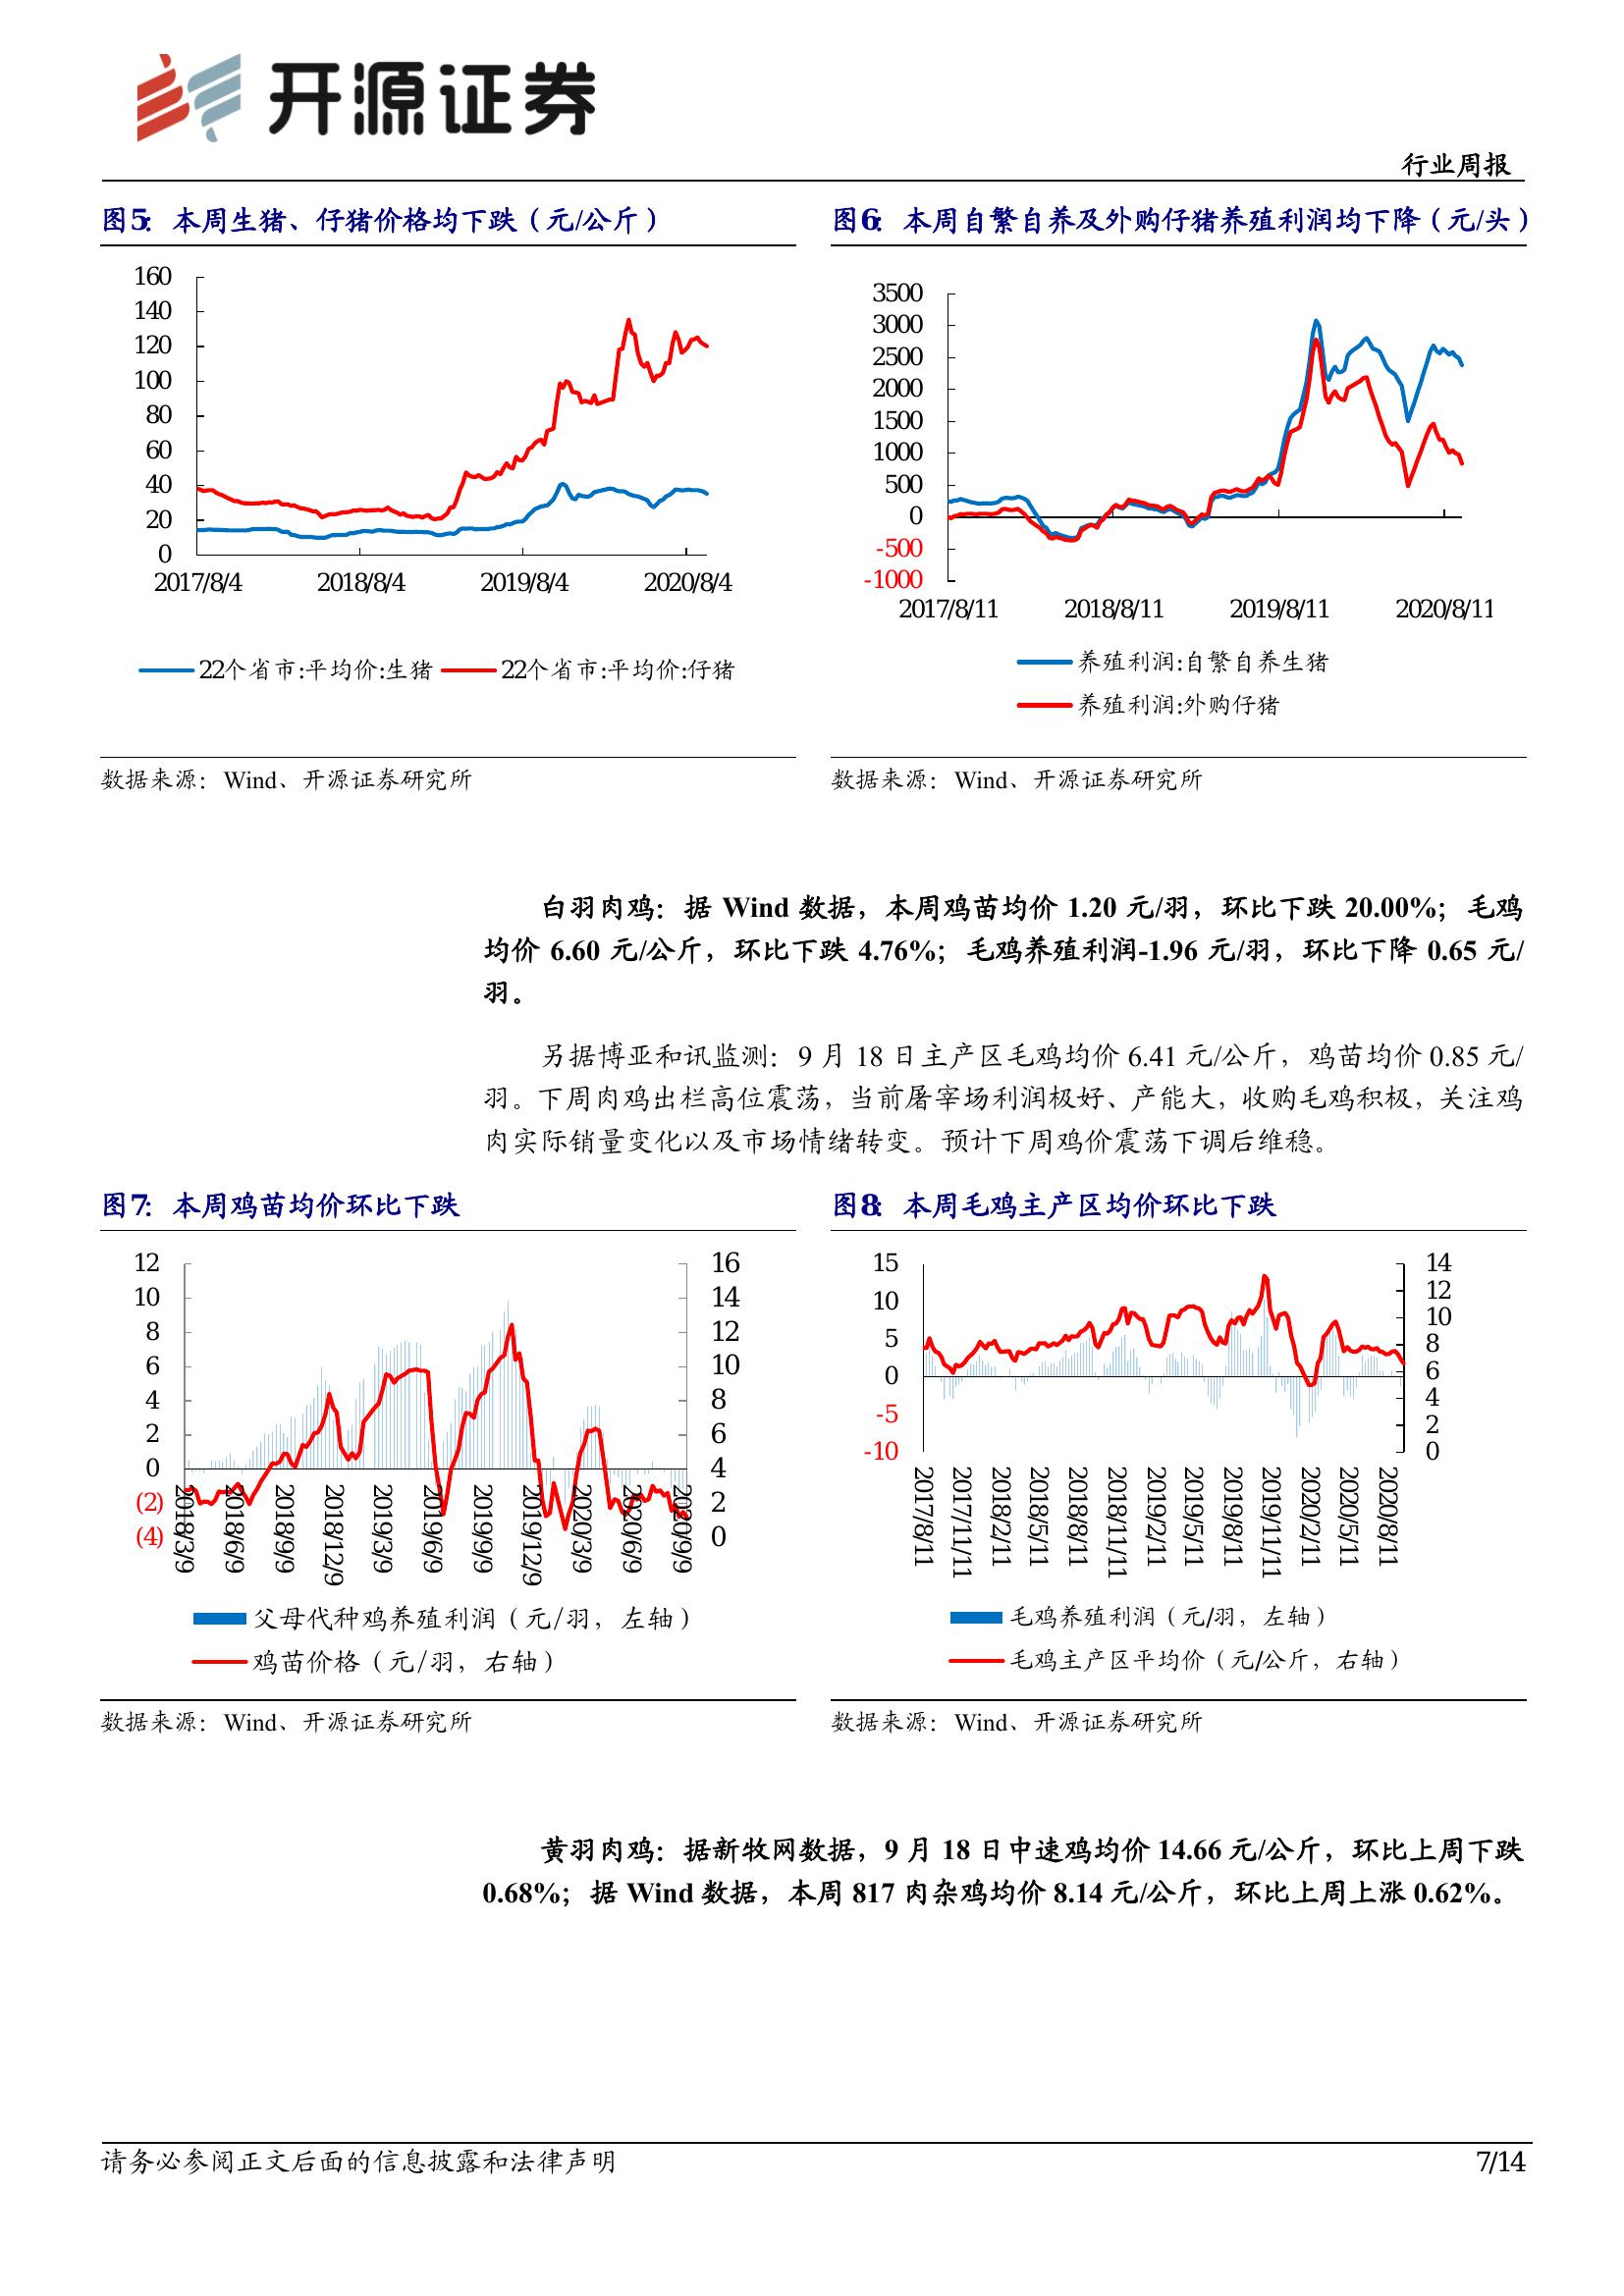 开源证券
行业周报
图5：本周生猪、仔猪价格均下跌（元/公斤）
160
140
120
100
80
60
40
20
0
2017/8/4 2018/8/4 2019/8/4 2020/8/4
22个省市:平均价:生猪 22个省市:平均价:仔猪
数据来源：Wind、开源证券研究所
图6：本周自繁自养及外购仔猪养殖利润均下降（元/头）
3500
3000
2500
2000
1500
1000
500
0
-500
-1000
2017/8/11 2018/8/11 2019/8/11 2020/8/11
养殖利润:自繁自养生猪
养殖利润:外购仔猪
数据来源：Wind、开源证券研究所
白羽肉鸡：据 Wind 数据，本周鸡苗均价 1.20 元/羽，环比下跌 20.00%；毛鸡
均价 6.60 元/公斤，环比下跌 4.76%；毛鸡养殖利润-1.96 元/羽，环比下降 0.65 元/
羽。
另据博亚和讯监测：9 月 18 日主产区毛鸡均价 6.41 元/公斤，鸡苗均价 0.85 元/
羽。下周肉鸡出栏高位震荡，当前屠宰场利润极好、产能大，收购毛鸡积极，关注鸡
肉实际销量变化以及市场情绪转变。预计下周鸡价震荡下调后维稳。
图7：本周鸡苗均价环比下跌
12
10
8
6
4
2
0
(2)
(4)
16
14
12
10
8
6
4
2
0
2018/3/9
2018/6/9
2018/9/9
2018/12/9
2019/3/9
2019/6/9
2019/9/9
2019/12/9
2020/3/9
2020/6/9
2020/9/9
父母代种鸡养殖利润（元/羽，左轴）
鸡苗价格（元/羽，右轴）
数据来源：Wind、开源证券研究所
图8：本周毛鸡主产区均价环比下跌
15
10
5
0
-5
-10
14
12
10
8
6
4
2
0
2017/8/11
2017/11/11
2018/2/11
2018/5/11
2018/8/11
2018/11/11
2019/2/11
2019/5/11
2019/8/11
2019/11/11
2020/2/11
2020/5/11
2020/8/11
毛鸡养殖利润（元/羽，左轴）
毛鸡主产区平均价（元/公斤，右轴）
数据来源：Wind、开源证券研究所
黄羽肉鸡：据新牧网数据，9 月 18 日中速鸡均价 14.66 元/公斤，环比上周下跌
0.68%；据 Wind 数据，本周 817 肉杂鸡均价 8.14 元/公斤，环比上周上涨 0.62%。
请务必参阅正文后面的信息披露和法律声明
7/14